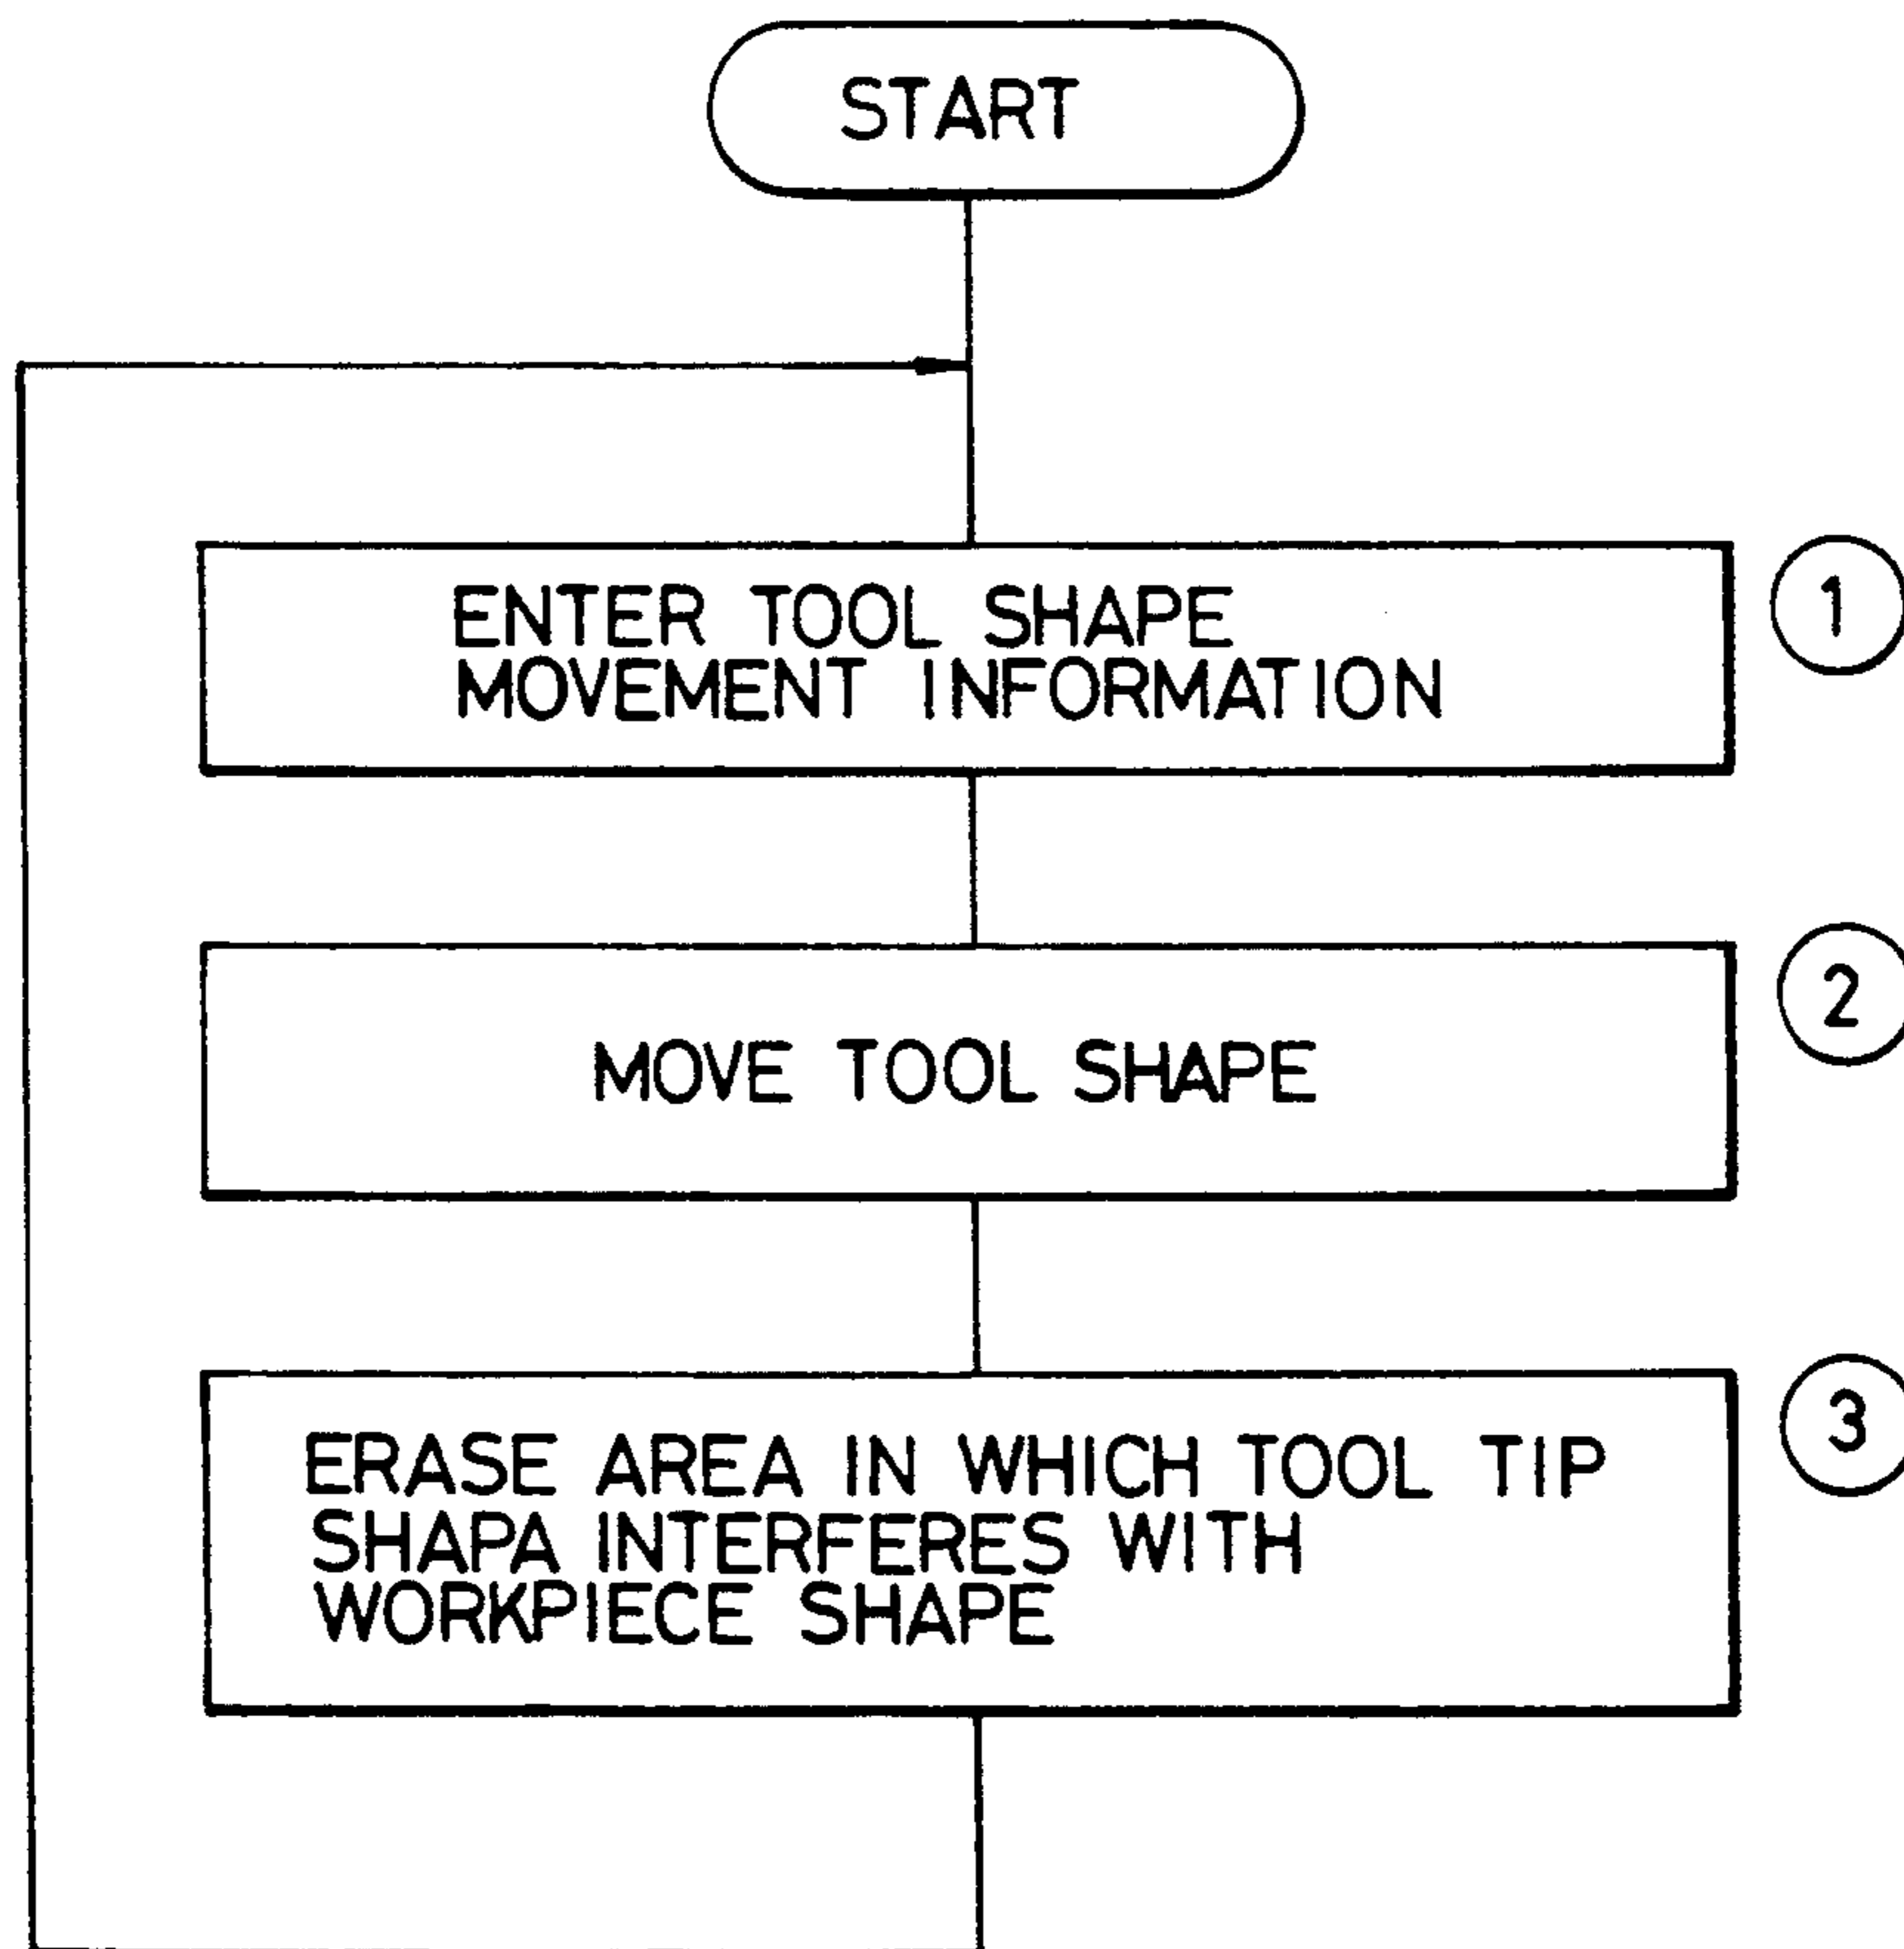 START
ENTER TOOL SHAPE
MOVEMENT INFORMATION
1
MOVE TOOL SHAPE
2
ERASE AREA IN WHICH TOOL TIP
SHAPA INTERFERES WITH
WORKPIECE SHAPE
3